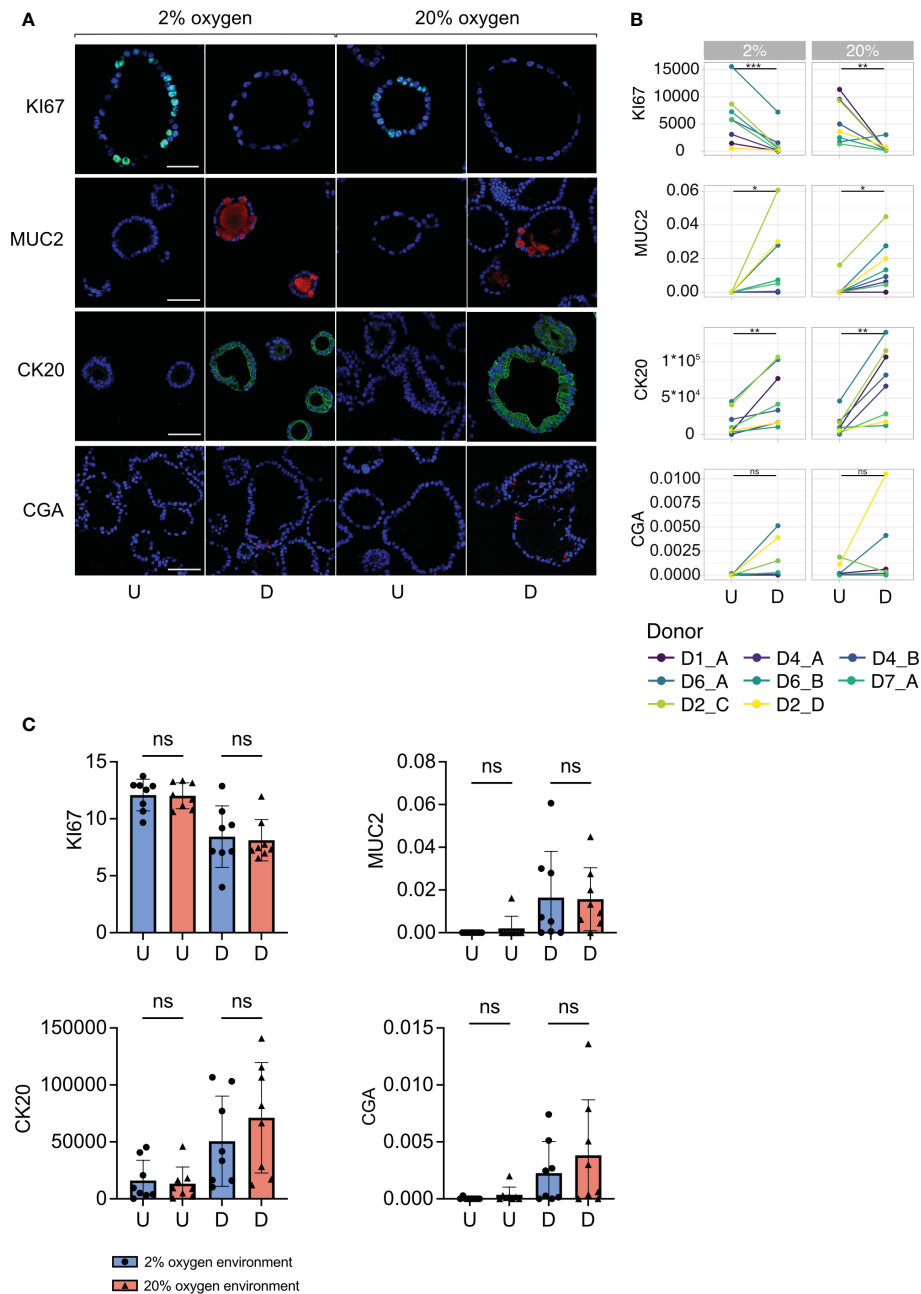 A
2% oxygen 20% oxygen
KI67
MUC2
CK20
CGA
U D U D
B
2% 20%
KI67
15000
10000
5000
0
*** **
MUC2
0.06
0.04
0.02
0.00
* *
CK20
1*10⁵
5*10⁴
0
** **
CGA
0.0100
0.0075
0.0050
0.0025
0.0000
ns ns
U D U D
Donor
D1_A D4_A D4_B
D6_A D6_B D7_A
D2_C D2_D
C
KI67
ns ns
15
10
5
0
U U D D
MUC2
ns ns
0.08
0.06
0.04
0.02
0.00
U U D D
CK20
ns ns
150000
100000
50000
0
U U D D
CGA
ns ns
0.015
0.010
0.005
0.000
U U D D
2% oxygen environment
20% oxygen environment